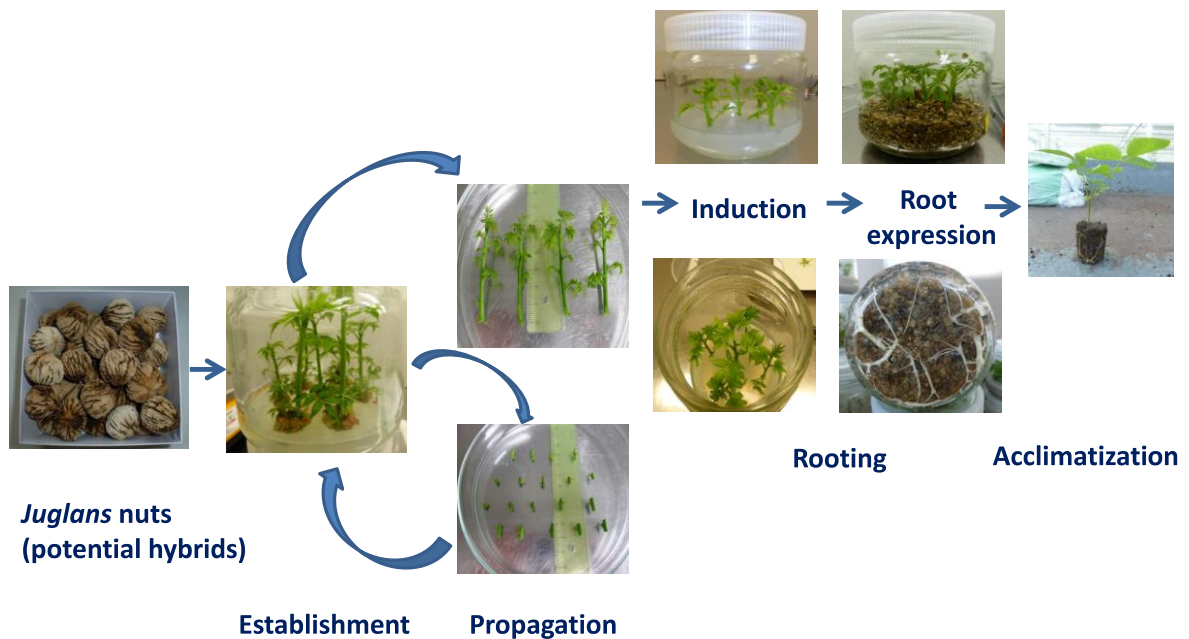 Induction
Root
expression
Rooting
Acclimatization
Juglans nuts
(potential hybrids)
Establishment
Propagation